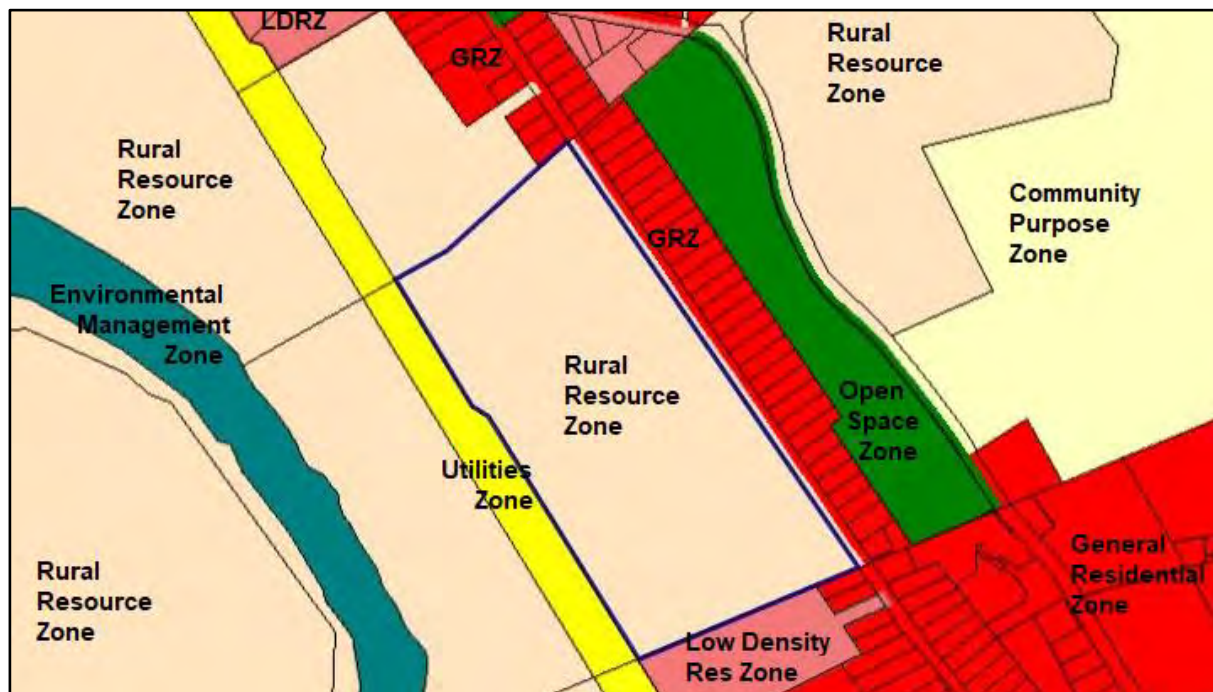 LDRZ
GRZ
Rural
Resource
Zone
Rural
Resource
Zone
Community
Purpose
Zone
GRZ
Environmental
Management
Zone
Rural
Resource
Zone
Open
Space
Zone
Utilities
Zone
General
Residential
Zone
Rural
Resource
Zone
Low Density
Res Zone